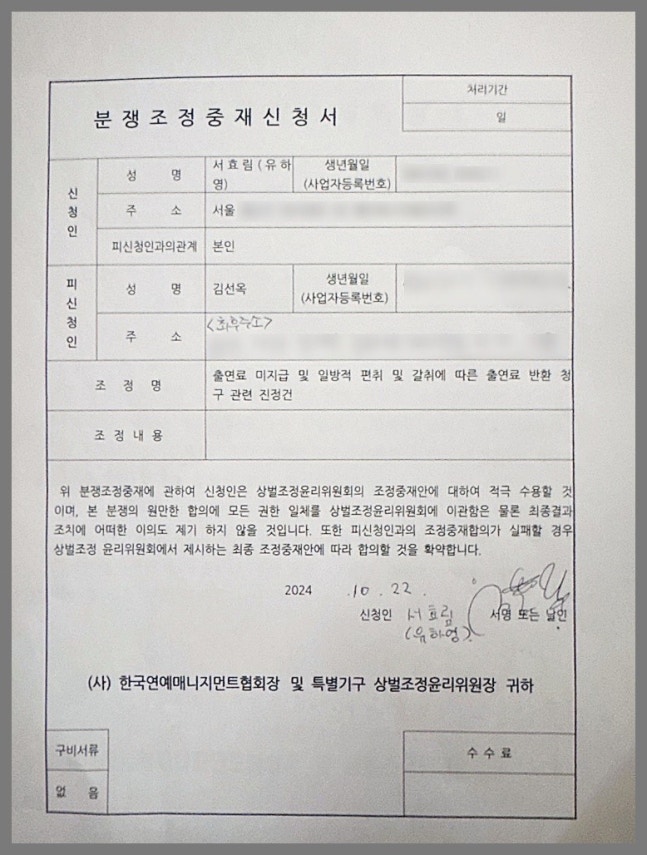 분쟁조정중재신청서
처리기간
일
신청인
성 명
서효림(유하영)
생년월일
(사업자등록번호)
주 소
서울
피신청인과의관계
본인
피신청인
성 명
김선옥
생년월일
(사업자등록번호)
주 소
조 정 명
출연료 미지급 및 일방적 편취 및 갈취에 따른 출연료 반환 청
구 관련 진정건
조 정 내 용
위 분쟁조정중재에 관하여 신청인은 상벌조정윤리위원회의 조정중재안에 대하여 적극 수용할 것
이며, 본 분쟁의 원만한 합의에 모든 권한 일체를 상벌조정윤리위원회에 이관함은 물론 최종결과
조치에 어떠한 이의도 제기 하지 않을 것입니다. 또한 피신청인과의 조정중재합의가 실패할 경우
상벌조정 윤리위원회에서 제시하는 최종 조정중재안에 따라 합의할 것을 확약합니다.
2024 . 10 . 22 .
신청인 서효림 서명 또는 날인
(유하영)
(사) 한국연예매니지먼트협회장 및 특별기구 상벌조정윤리위원장 귀하
구비서류
없 음
수 수 료